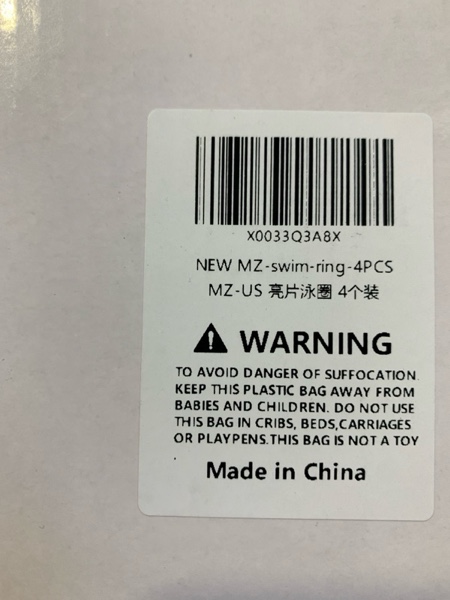 X0033Q3A8X
NEW MZ-swim-ring-4PCS
MZ-US 亮片泳圈 4个装
WARNING
TO AVOID DANGER OF SUFFOCATION
KEEP THIS PLASTIC BAG AWAY FROM
BABIES AND CHILDREN. DO NOT USE
THIS BAG IN CRIBS, BEDS,CARRIAGES
OR PLAYPENS.THIS BAG IS NOT A TOY
Made in China